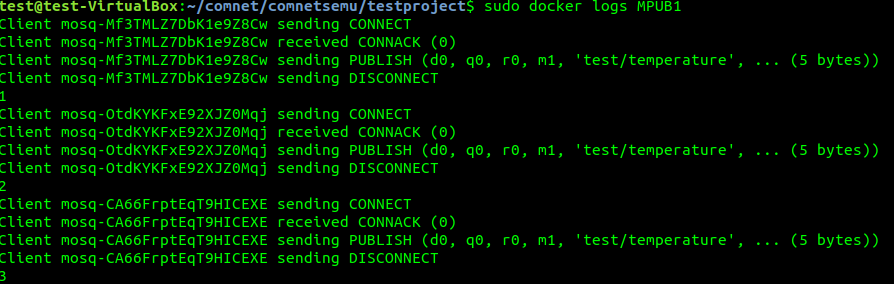 test@test-VirtualBox:~/comnet/comnetsemu/testproject$ sudo docker logs MPUB1
Client mosq-Mf3TMLZ7DbK1e9Z8Cw sending CONNECT
Client mosq-Mf3TMLZ7DbK1e9Z8Cw received CONNACK (0)
Client mosq-Mf3TMLZ7DbK1e9Z8Cw sending PUBLISH (d0, q0, r0, m1, 'test/temperature', ... (5 bytes))
Client mosq-Mf3TMLZ7DbK1e9Z8Cw sending DISCONNECT
1
Client mosq-OtdKYKFxE92XJZ0Mqj sending CONNECT
Client mosq-OtdKYKFxE92XJZ0Mqj received CONNACK (0)
Client mosq-OtdKYKFxE92XJZ0Mqj sending PUBLISH (d0, q0, r0, m1, 'test/temperature', ... (5 bytes))
Client mosq-OtdKYKFxE92XJZ0Mqj sending DISCONNECT
2
Client mosq-CA66FrptEqT9HICEXE sending CONNECT
Client mosq-CA66FrptEqT9HICEXE received CONNACK (0)
Client mosq-CA66FrptEqT9HICEXE sending PUBLISH (d0, q0, r0, m1, 'test/temperature', ... (5 bytes))
Client mosq-CA66FrptEqT9HICEXE sending DISCONNECT
3